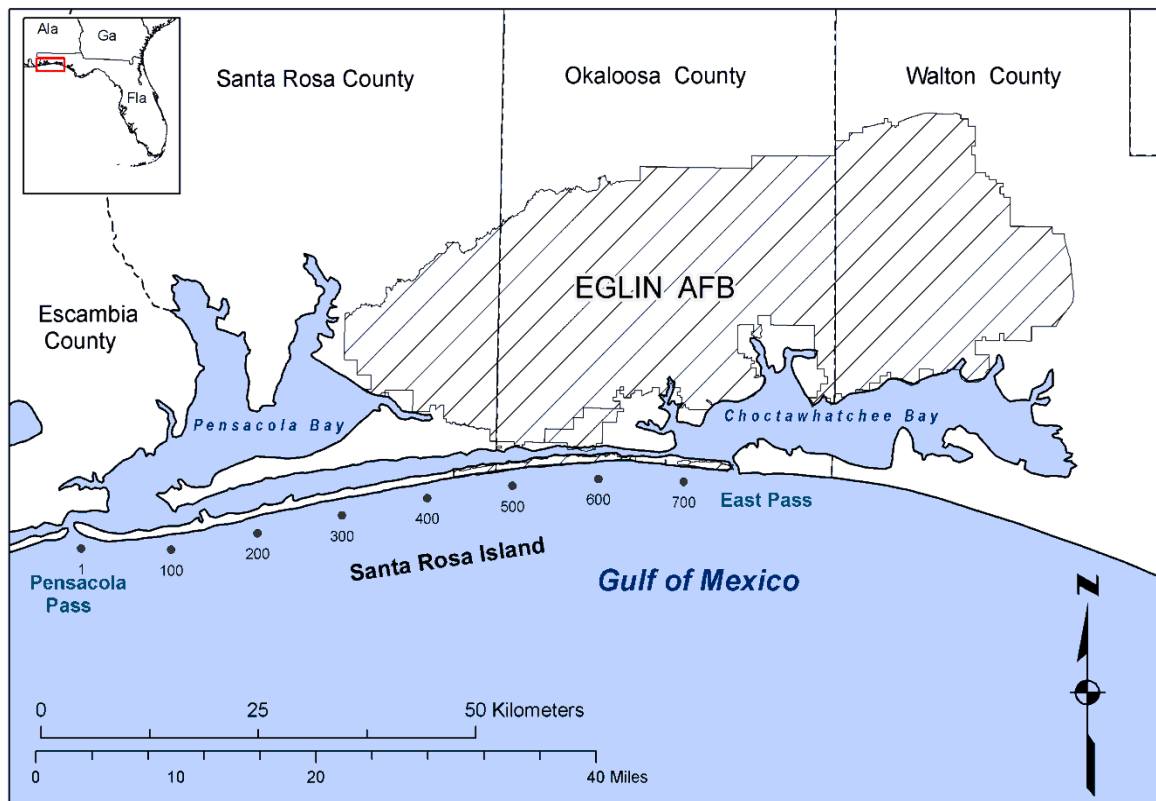 Ala
Ga
Fla
Santa Rosa County
Okaloosa County
Walton County
Escambia
County
EGLIN AFB
Pensacola Bay
Choctawhatchee Bay
East Pass
1
100
200
300
400
500
600
700
Santa Rosa Island
Pensacola
Pass
Gulf of Mexico
N
0 25 50 Kilometers
0 10 20 40 Miles